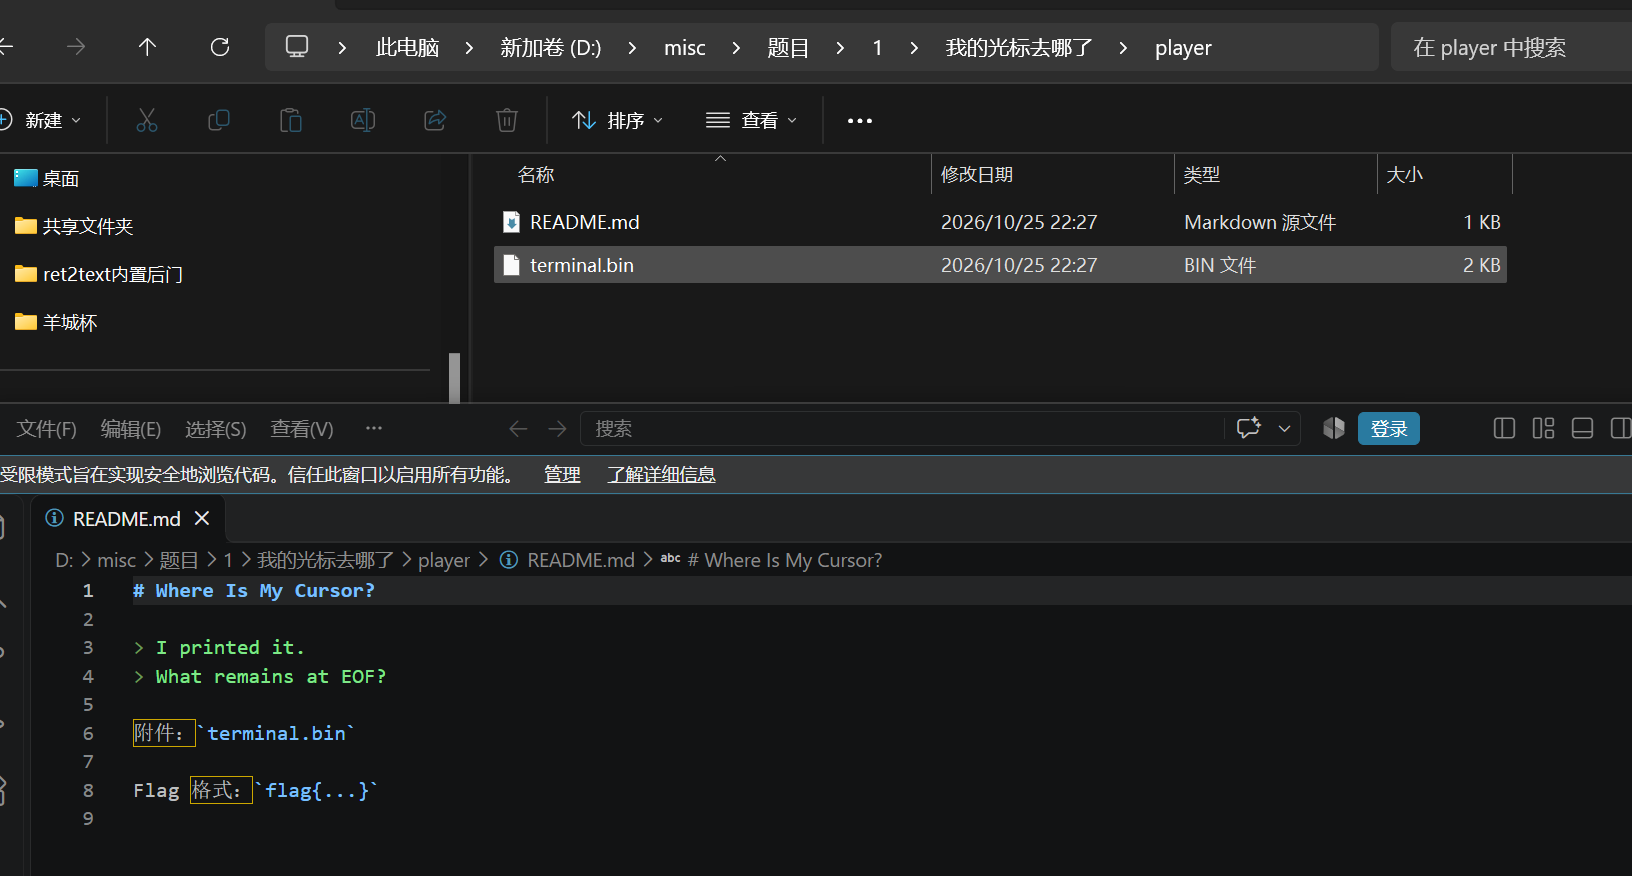 此电脑 > 新加卷 (D:) > misc > 题目 > 1 > 我的光标去哪了 > player
在 player 中搜索
新建
排序
查看
名称 修改日期 类型 大小
README.md 2026/10/25 22:27 Markdown 源文件 1 KB
terminal.bin 2026/10/25 22:27 BIN 文件 2 KB
桌面
共享文件夹
ret2text内置后门
羊城杯
文件(F) 编辑(E) 选择(S) 查看(V) ···
搜索
登录
受限模式旨在实现安全地浏览代码。信任此窗口以启用所有功能。 管理 了解详细信息
README.md
D: > misc > 题目 > 1 > 我的光标去哪了 > player > README.md > abc # Where Is My Cursor?
1 # Where Is My Cursor?
2
3 > I printed it.
4 > What remains at EOF?
5
6 附件：`terminal.bin`
7
8 Flag 格式：`flag{...}`
9